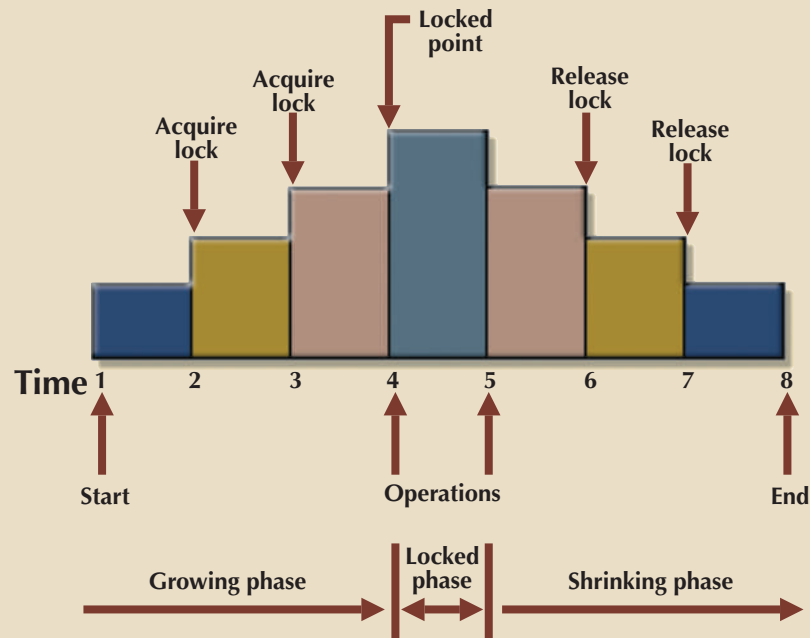 Locked
point
Acquire
lock
Acquire
lock
Release
lock
Release
lock
Time 1 2 3 4 5 6 7 8
Start
Operations
End
Growing phase
Locked
phase
Shrinking phase